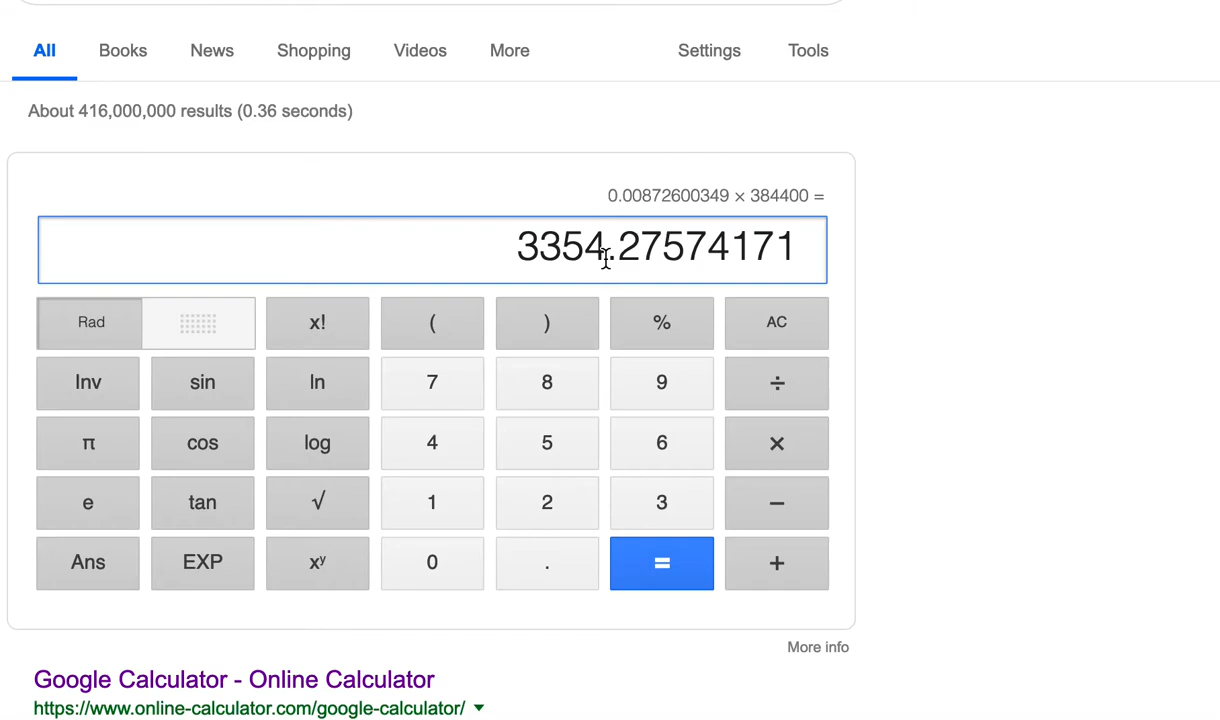 All Books News Shopping Videos More Settings Tools
About 416,000,000 results (0.36 seconds)
0.00872600349 × 384400 =
3354.27574171
Rad x! ( ) % AC
Inv sin ln 7 8 9 ÷
π cos log 4 5 6 ×
e tan √ 1 2 3 −
Ans EXP xʸ 0 . = +
More info
Google Calculator - Online Calculator
https://www.online-calculator.com/google-calculator/